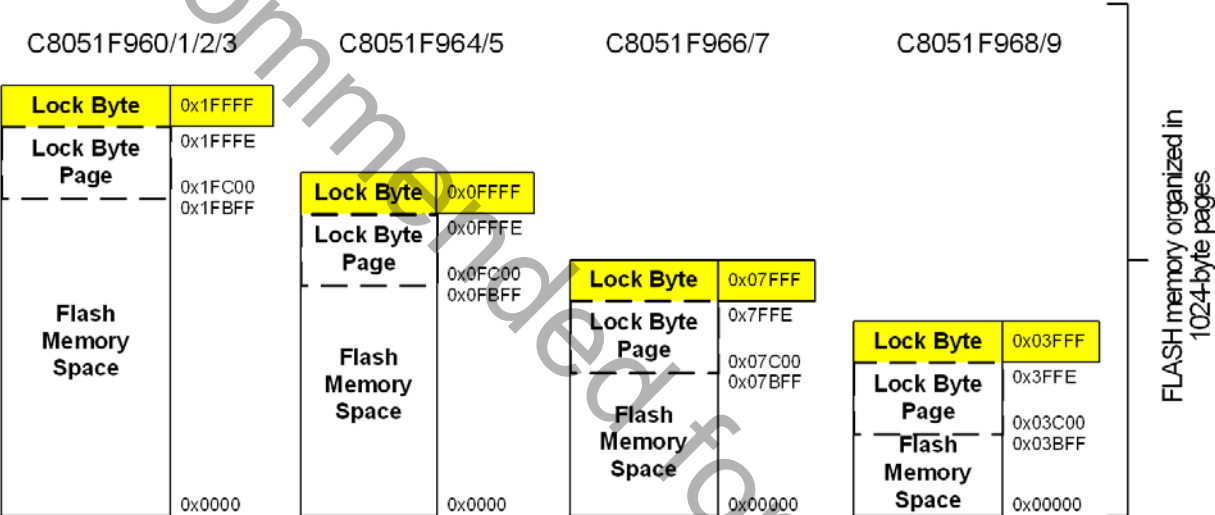 C8051F960/1/2/3
Lock Byte 0x1FFFF
Lock Byte
Page
0x1FFFE
0x1FC00
0x1FBFF
Flash
Memory
Space
0x0000
C8051F964/5
Lock Byte 0x0FFFF
Lock Byte
Page
0x0FFFE
0x0FC00
0x0FBFF
Flash
Memory
Space
0x0000
C8051F966/7
Lock Byte 0x07FFF
Lock Byte
Page
0x7FFE
0x07C00
0x07BFF
Flash
Memory
Space
0x00000
C8051F968/9
Lock Byte 0x03FFF
Lock Byte
Page
0x3FFE
0x03C00
0x03BFF
Flash
Memory
Space
0x00000
FLASH memory organized in
1024-byte pages
ommended for